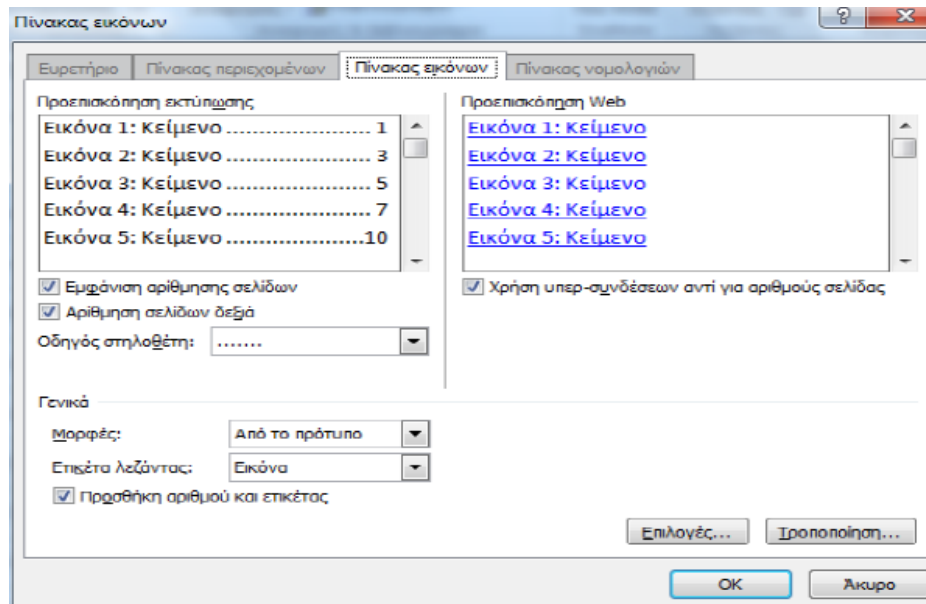 Πίνακας εικόνων
Ευρετήριο Πίνακας περιεχομένων Πίνακας εικόνων Πίνακας νομολογιών
Προεπισκόπηση εκτύπωσης
Εικόνα 1: Κείμενο ..................... 1
Εικόνα 2: Κείμενο ..................... 3
Εικόνα 3: Κείμενο ..................... 5
Εικόνα 4: Κείμενο ..................... 7
Εικόνα 5: Κείμενο ....................10
Εμφάνιση αρίθμησης σελίδων
Αρίθμηση σελίδων δεξιά
Οδηγός στηλοθέτη: .......
Προεπισκόπηση Web
Εικόνα 1: Κείμενο
Εικόνα 2: Κείμενο
Εικόνα 3: Κείμενο
Εικόνα 4: Κείμενο
Εικόνα 5: Κείμενο
Χρήση υπερ-συνδέσεων αντί για αριθμούς σελίδας
Γενικά
Μορφές: Από το πρότυπο
Ετικέτα λεζάντας: Εικόνα
Προσθήκη αριθμού και ετικέτας
Επιλογές... Τροποποίηση...
OK Άκυρο